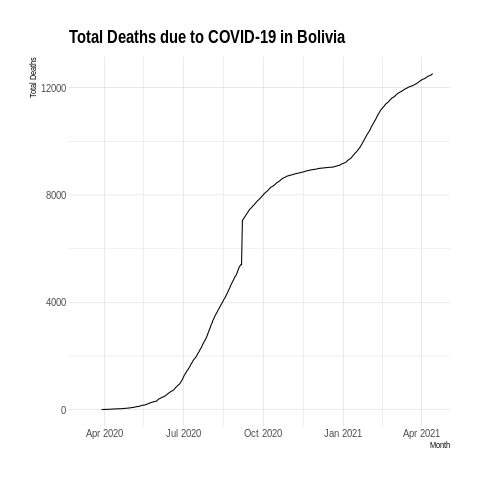 Total Deaths due to COVID-19 in Bolivia
Total Deaths
12000
8000
4000
0
Apr 2020 Jul 2020 Oct 2020 Jan 2021 Apr 2021
Month